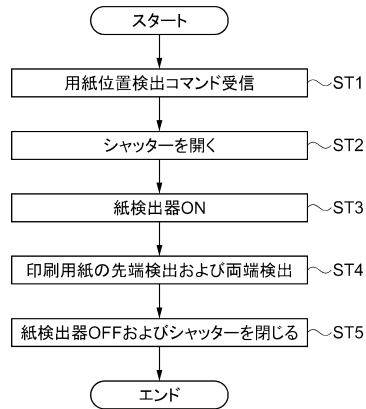 スタート
用紙位置検出コマンド受信 ST1
シャッターを開く ST2
紙検出器ON ST3
印刷用紙の先端検出および両端検出 ST4
紙検出器OFFおよびシャッターを閉じる ST5
エンド